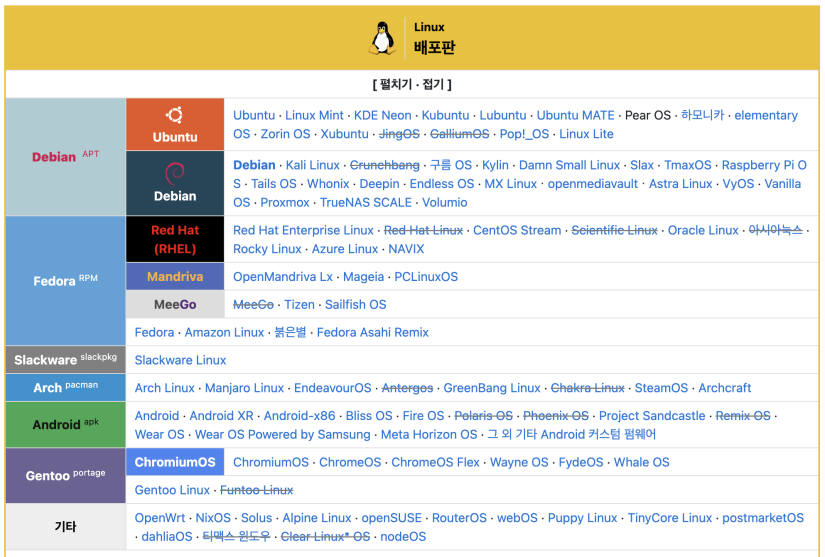 Linux
배포판
[ 펼치기 · 접기 ]
Debian APT
Ubuntu
Ubuntu · Linux Mint · KDE Neon · Kubuntu · Lubuntu · Ubuntu MATE · Pear OS · 하모니카 · elementary
OS · Zorin OS · Xubuntu · JingOS · GalliumOS · Pop!_OS · Linux Lite
Debian
Debian · Kali Linux · Crunchbang · 구름 OS · Kylin · Damn Small Linux · Slax · TmaxOS · Raspberry Pi O
S · Tails OS · Whonix · Deepin · Endless OS · MX Linux · openmediavault · Astra Linux · VyOS · Vanilla
OS · Proxmox · TrueNAS SCALE · Volumio
Fedora RPM
Red Hat
(RHEL)
Red Hat Enterprise Linux · Red Hat Linux · CentOS Stream · Scientific Linux · Oracle Linux · 아시아눅스 ·
Rocky Linux · Azure Linux · NAVIX
Mandriva
OpenMandriva Lx · Mageia · PCLinuxOS
MeeGo
MeeGo · Tizen · Sailfish OS
Fedora · Amazon Linux · 붉은별 · Fedora Asahi Remix
Slackware slackpkg
Slackware Linux
Arch pacman
Arch Linux · Manjaro Linux · EndeavourOS · Antergos · GreenBang Linux · Chakra Linux · SteamOS · Archcraft
Android apk
Android · Android XR · Android-x86 · Bliss OS · Fire OS · Polaris OS · Phoenix OS · Project Sandcastle · Remix OS ·
Wear OS · Wear OS Powered by Samsung · Meta Horizon OS · 그 외 기타 Android 커스텀 펌웨어
Gentoo portage
ChromiumOS
ChromiumOS · ChromeOS · ChromeOS Flex · Wayne OS · FydeOS · Whale OS
Gentoo Linux · Funtoo Linux
기타
OpenWrt · NixOS · Solus · Alpine Linux · openSUSE · RouterOS · webOS · Puppy Linux · TinyCore Linux · postmarketOS
· dahliaOS · 티맥스 윈도우 · Clear Linux* OS · nodeOS